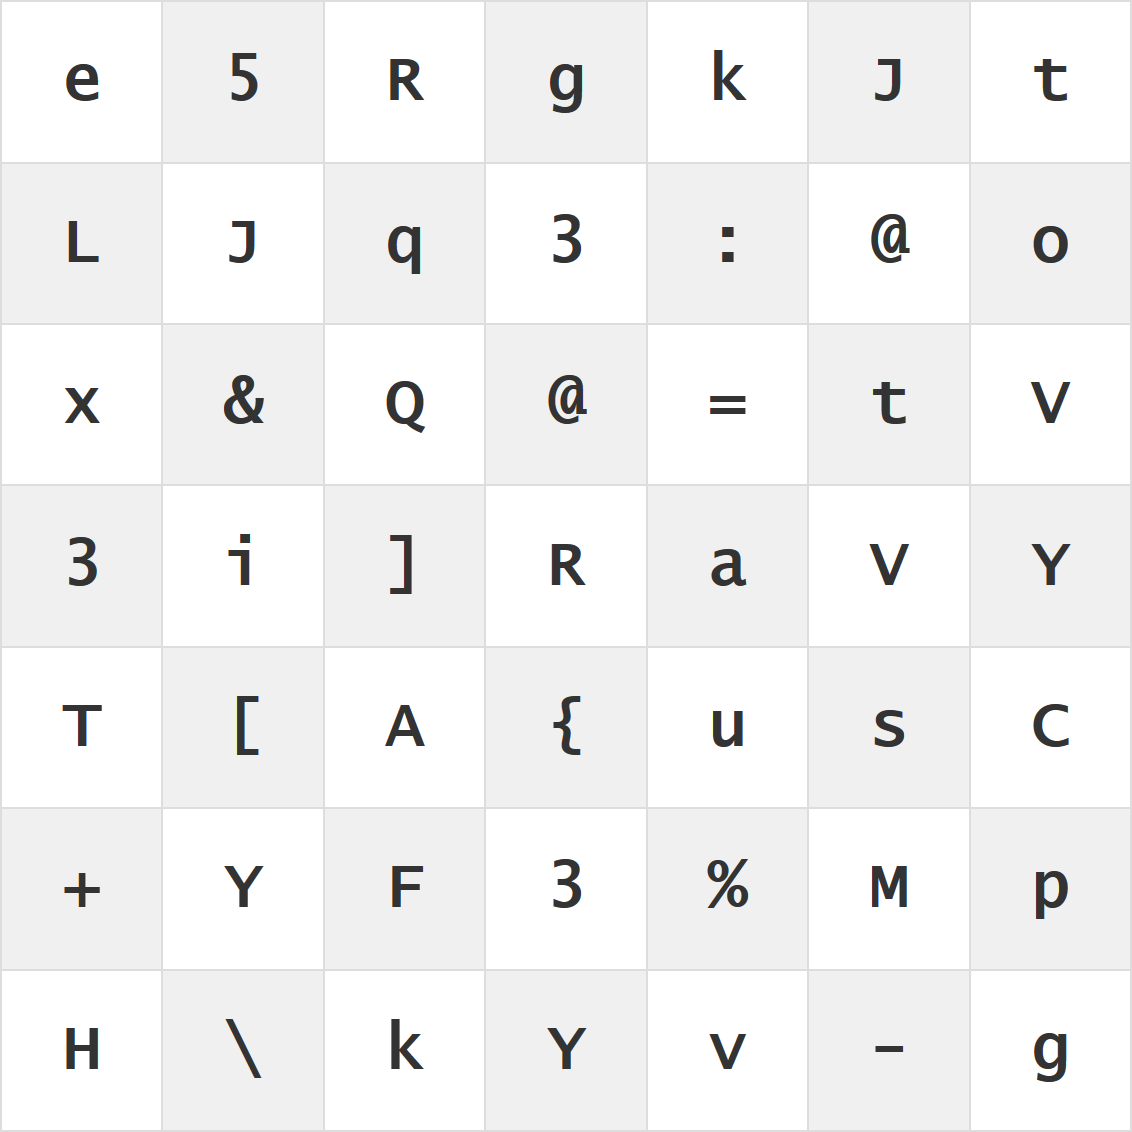 e 5 R g k J t
L J q 3 : @ o
x & Q @ = t V
3 i ] R a V Y
T [ A { u s C
+ Y F 3 % M p
H \ k Y v - g